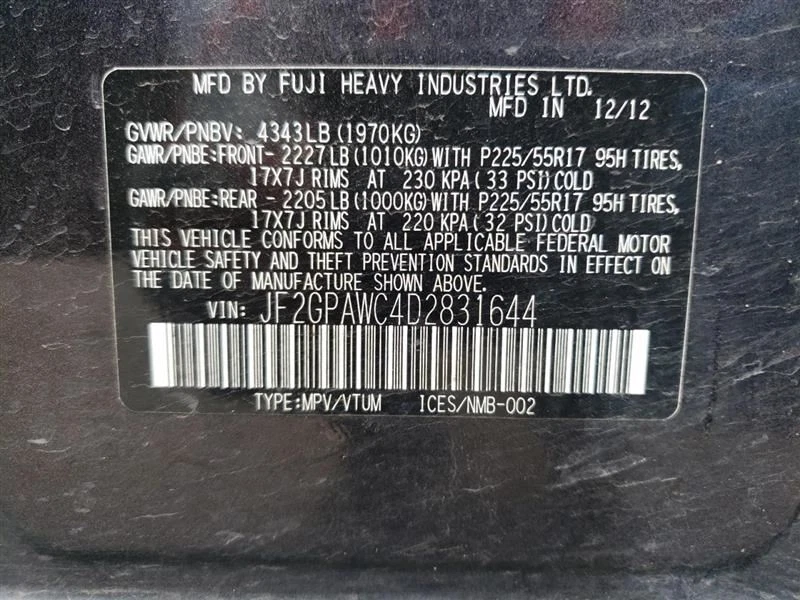 MFD BY FUJI HEAVY INDUSTRIES LTD.
MFD IN 12/12
GVWR/PNBV: 4343LB(1970KG)
GAWR/PNBE:FRONT- 2227LB(1010KG)WITH P225/55R17 95H TIRES,
17X7J RIMS AT 230 KPA(33 PSI)COLD
GAWR/PNBE:REAR - 2205LB(1000KG)WITH P225/55R17 95H TIRES,
17X7J RIMS AT 220 KPA(32 PSI)COLD
THIS VEHICLE CONFORMS TO ALL APPLICABLE FEDERAL MOTOR
VEHICLE SAFETY AND THEFT PREVENTION STANDARDS IN EFFECT ON
THE DATE OF MANUFACTURE SHOWN ABOVE.
VIN: JF2GPAWC4D2831644
TYPE:MPV/VTUM ICES/NMB-002